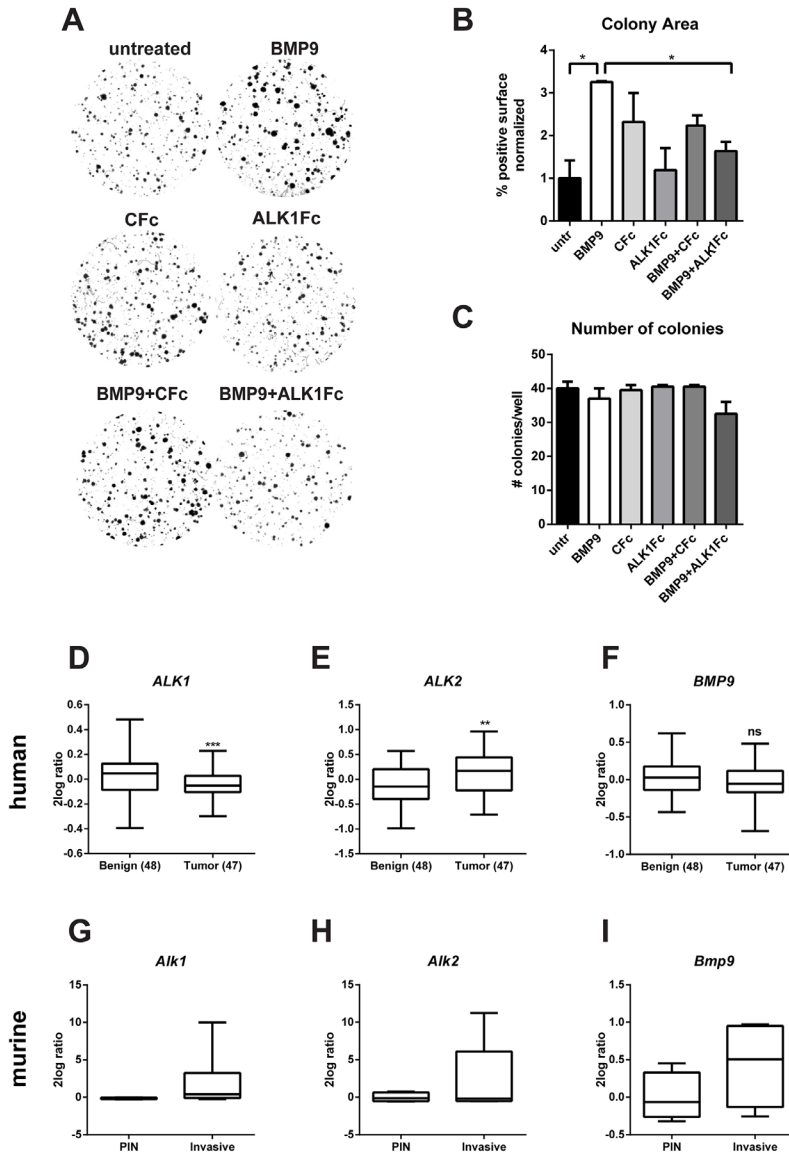 A
untreated
BMP9
CFc
ALK1Fc
BMP9+CFc
BMP9+ALK1Fc
B
Colony Area
% positive surface
normalized
4
3
2
1
0
*
*
untr
BMP9
CFc
ALK1Fc
BMP9+CFc
BMP9+ALK1Fc
C
Number of colonies
# colonies/well
50
40
30
20
10
0
untr
BMP9
CFc
ALK1Fc
BMP9+CFc
BMP9+ALK1Fc
human
D
ALK1
2log ratio
0.6
0.4
0.2
0.0
-0.2
-0.4
-0.6
***
Benign (48)
Tumor (47)
E
ALK2
2log ratio
1.5
1.0
0.5
0.0
-0.5
-1.0
-1.5
**
Benign (48)
Tumor (47)
F
BMP9
2log ratio
1.0
0.5
0.0
-0.5
-1.0
ns
Benign (48)
Tumor (47)
murine
G
Alk1
2log ratio
15
10
5
0
-5
PIN
Invasive
H
Alk2
2log ratio
15
10
5
0
-5
PIN
Invasive
I
Bmp9
2log ratio
1.5
1.0
0.5
0.0
-0.5
PIN
Invasive